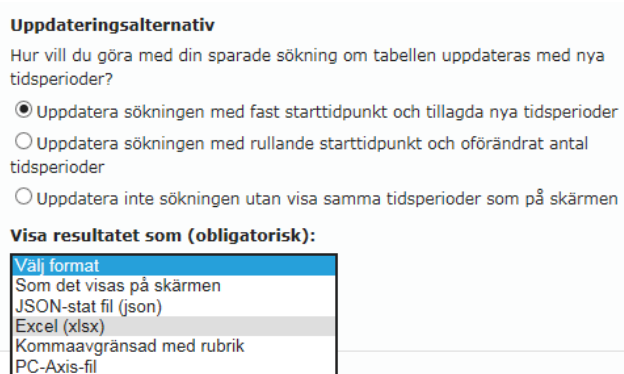 Uppdateringsalternativ
Hur vill du göra med din sparade sökning om tabellen uppdateras med nya
tidsperioder?
Uppdatera sökningen med fast starttidpunkt och tillagda nya tidsperioder
Uppdatera sökningen med rullande starttidpunkt och oförändrat antal
tidsperioder
Uppdatera inte sökningen utan visa samma tidsperioder som på skärmen
Visa resultatet som (obligatorisk):
Välj format
Som det visas på skärmen
JSON-stat fil (json)
Excel (xlsx)
Kommaavgränsad med rubrik
PC-Axis-fil